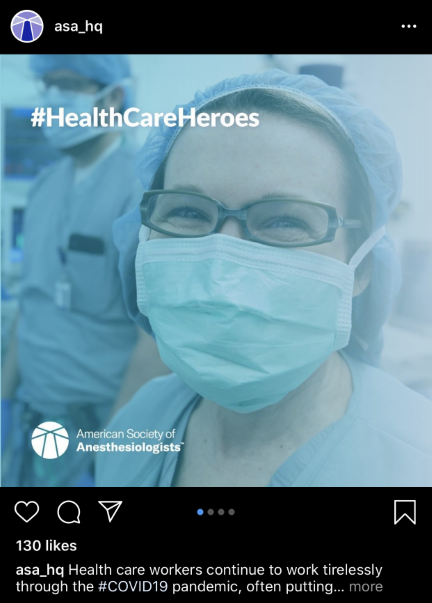 asa_hq
#HealthCareHeroes
American Society of
Anesthesiologists™
130 likes
asa_hq Health care workers continue to work tirelessly
through the #COVID19 pandemic, often putting... more